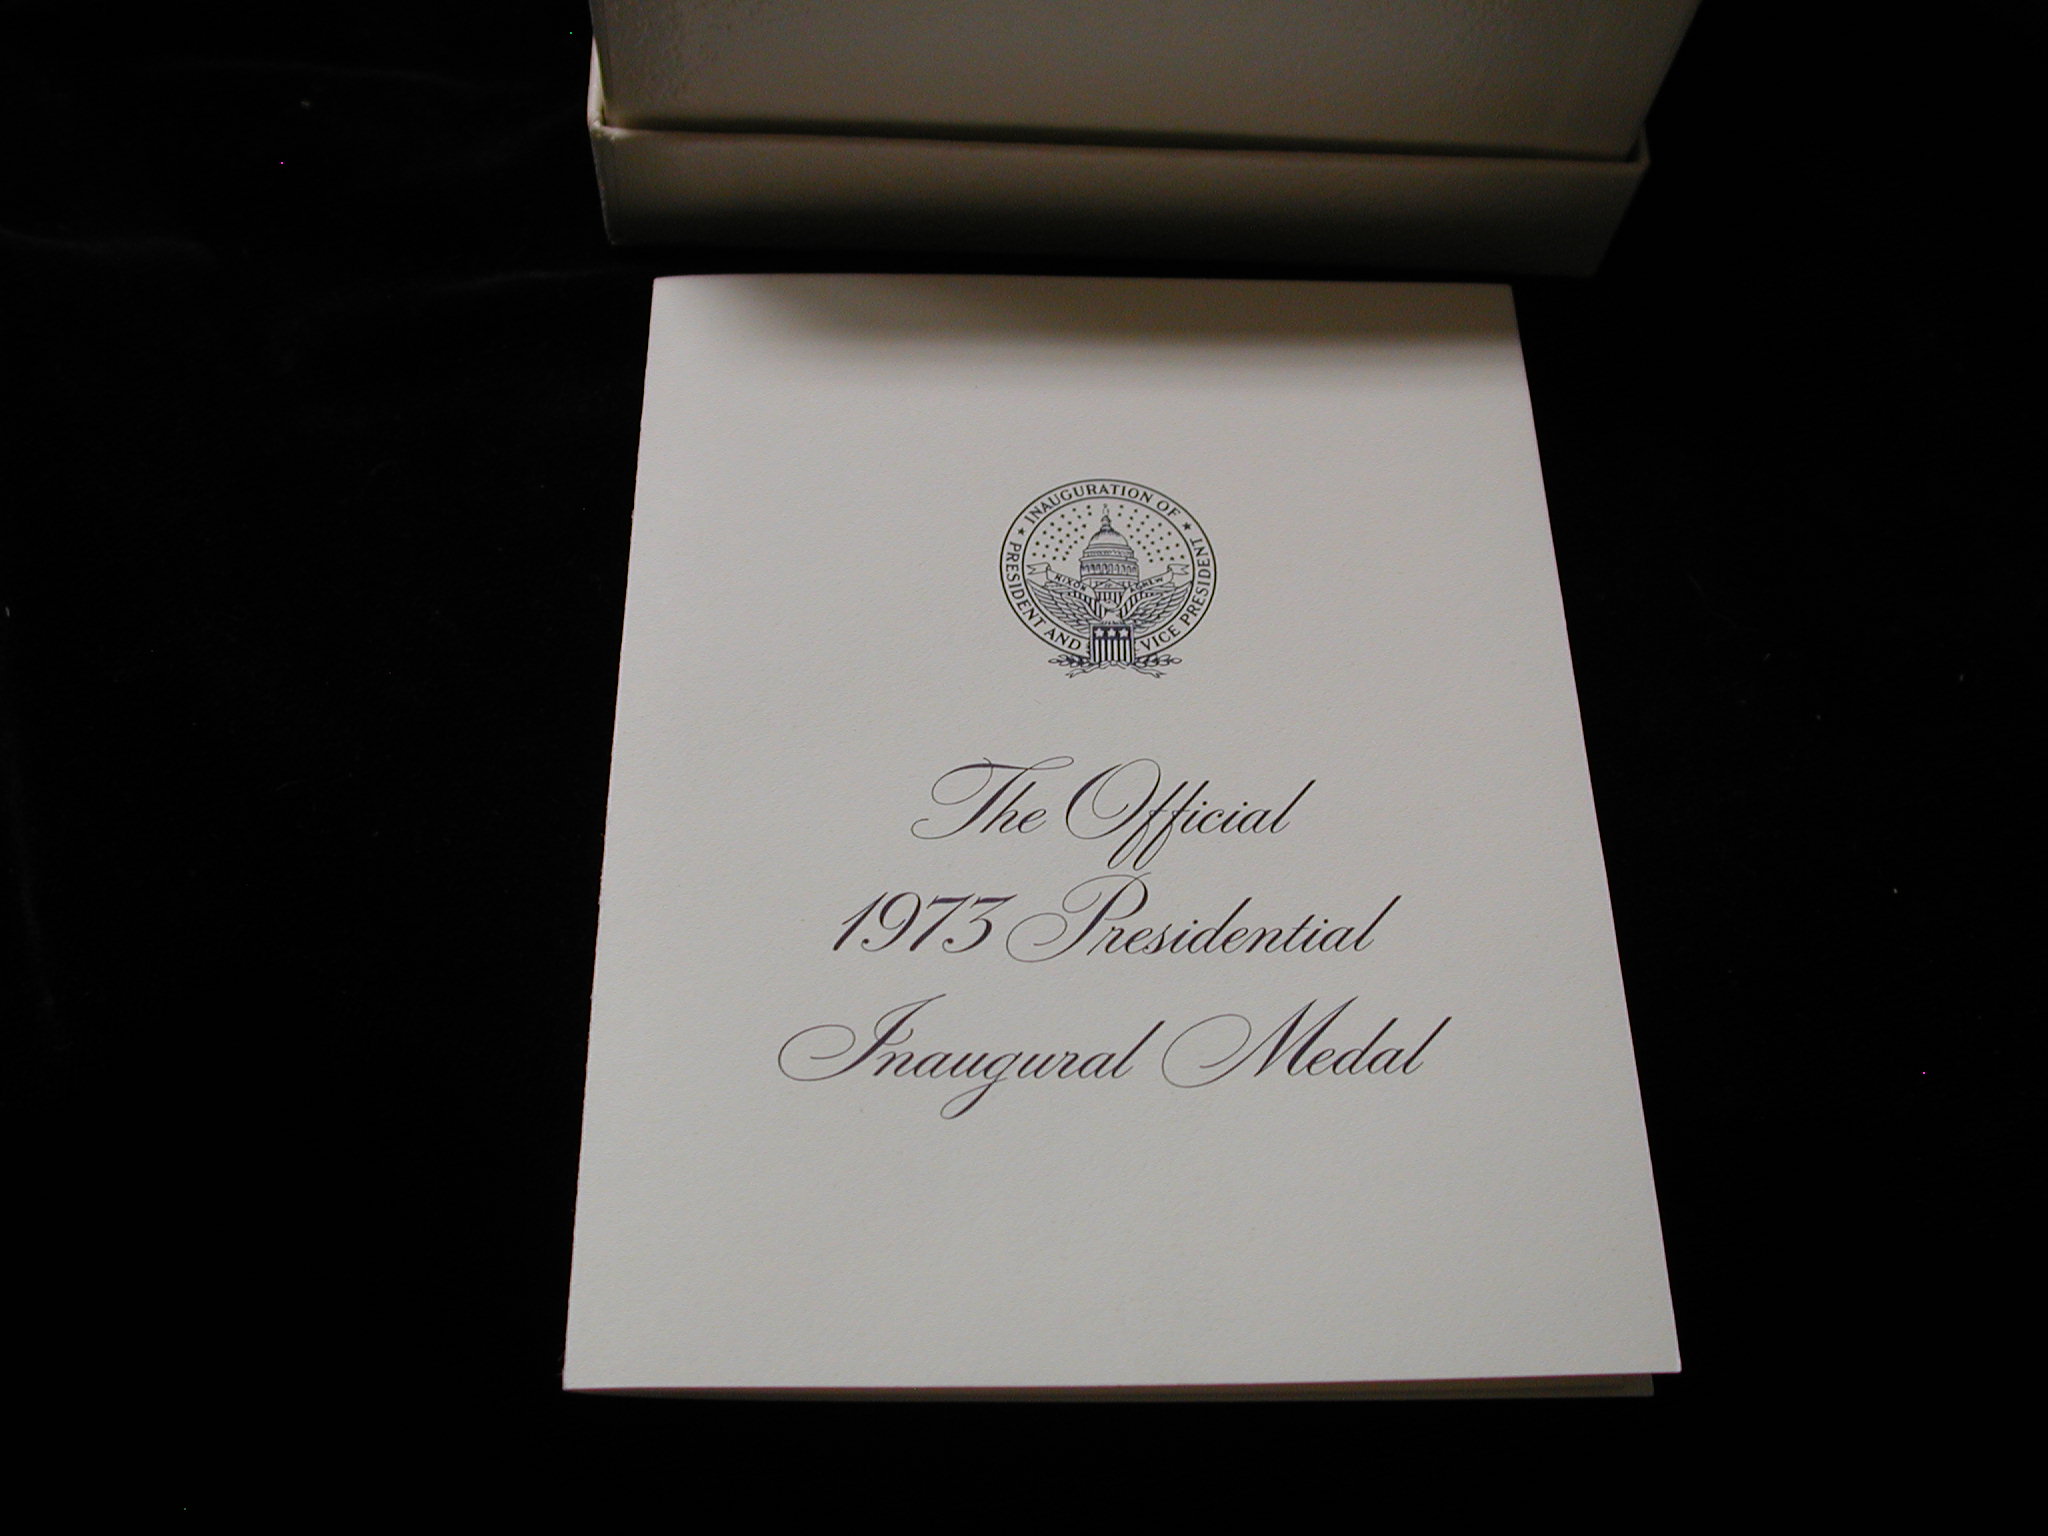 INAUGURATION OF
PRESIDENT AND VICE PRESIDENT
NIXON AGNEW
The Official
1973 Presidential
Inaugural Medal